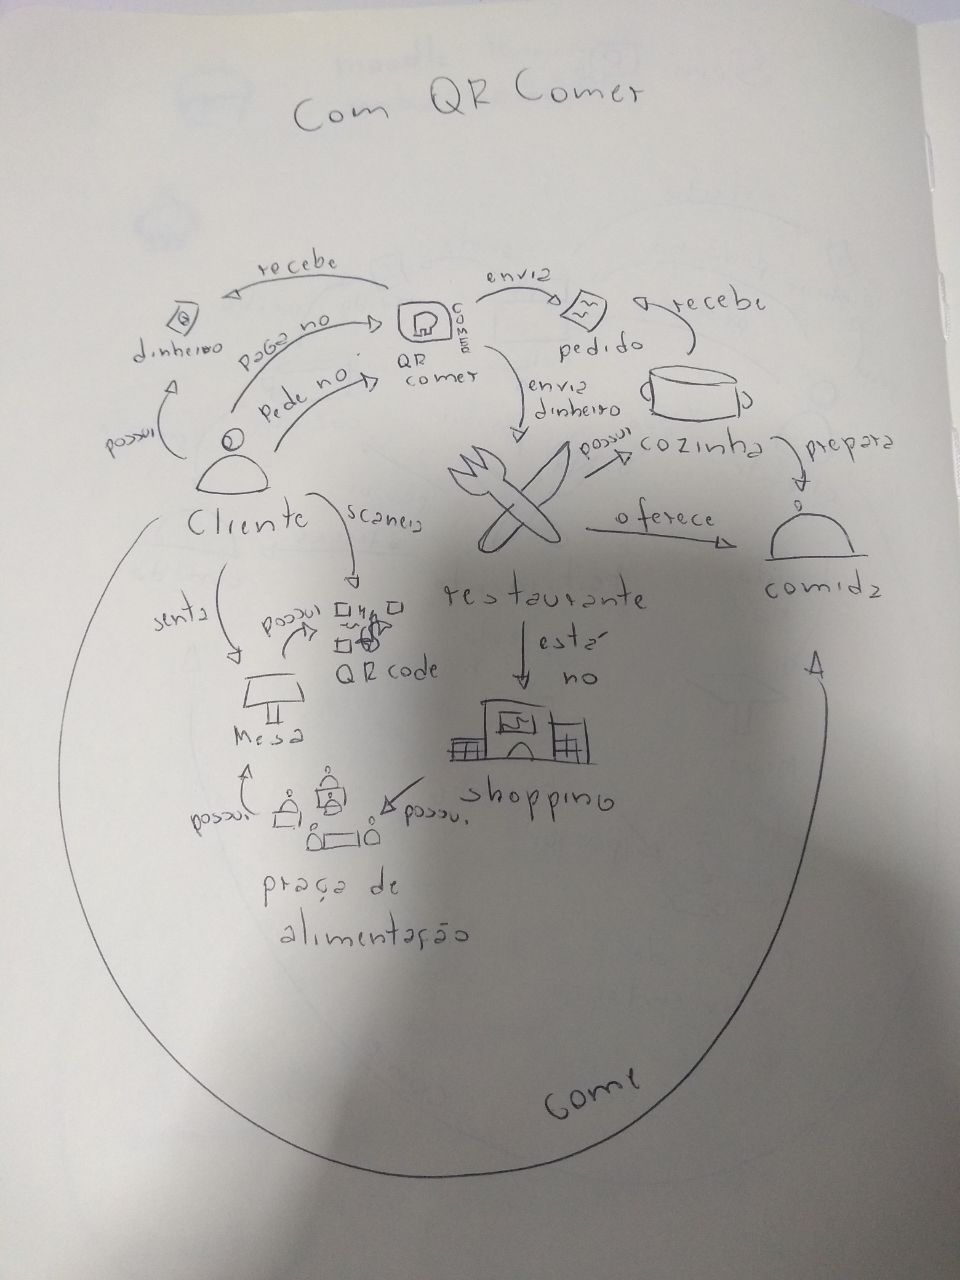 Com QR Comer
recebe
envia
recebe
dinheiro
paga no
COMER
pedido
QR
comer
pede no
possui
envia
dinheiro
possui
cozinha
prepara
Cliente
scaneia
oferece
comida
senta
possui
restaurante
QR code
está
no
Mesa
possui
possui
shopping
praça de
alimentação
come